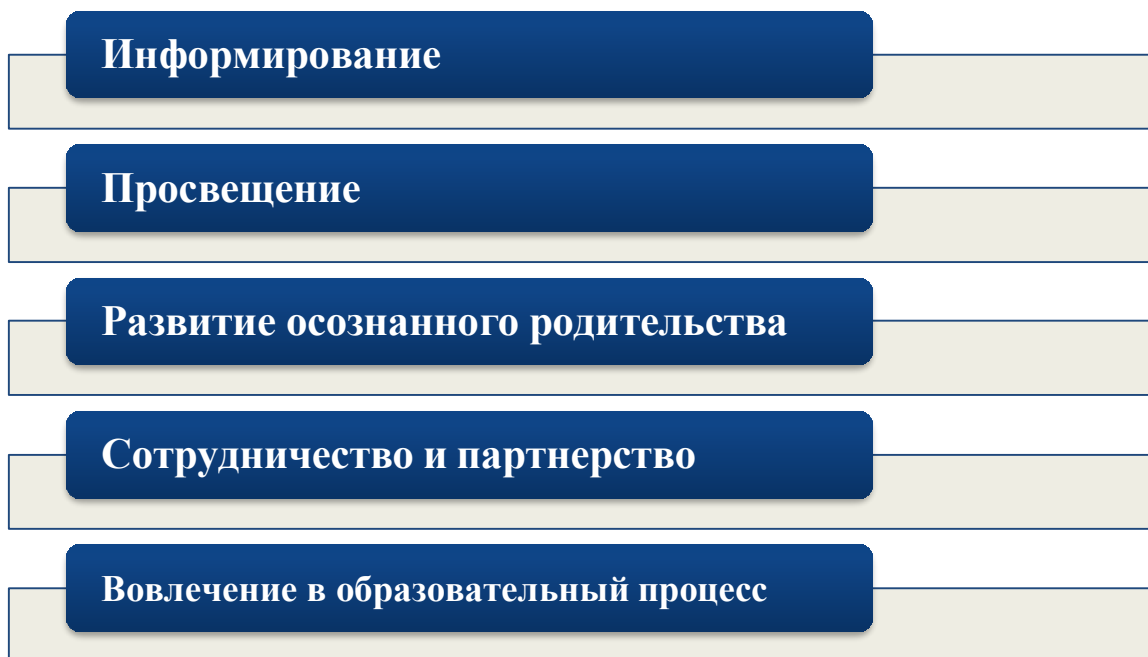 Информирование
Просвещение
Развитие осознанного родительства
Сотрудничество и партнерство
Вовлечение в образовательный процесс